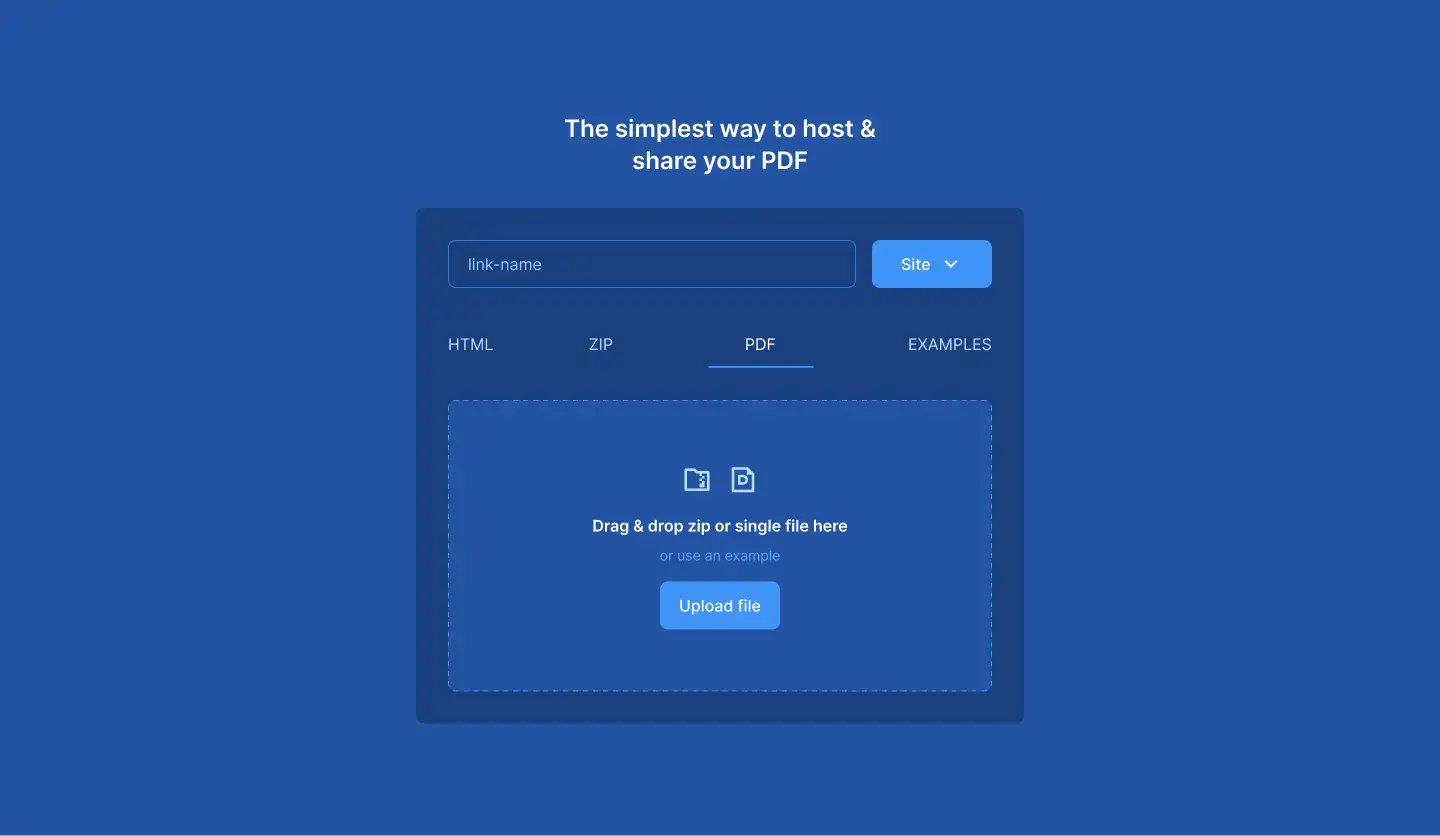 The simplest way to host &
share your PDF
link-name
Site
HTML
ZIP
PDF
EXAMPLES
Drag & drop zip or single file here
or use an example
Upload file